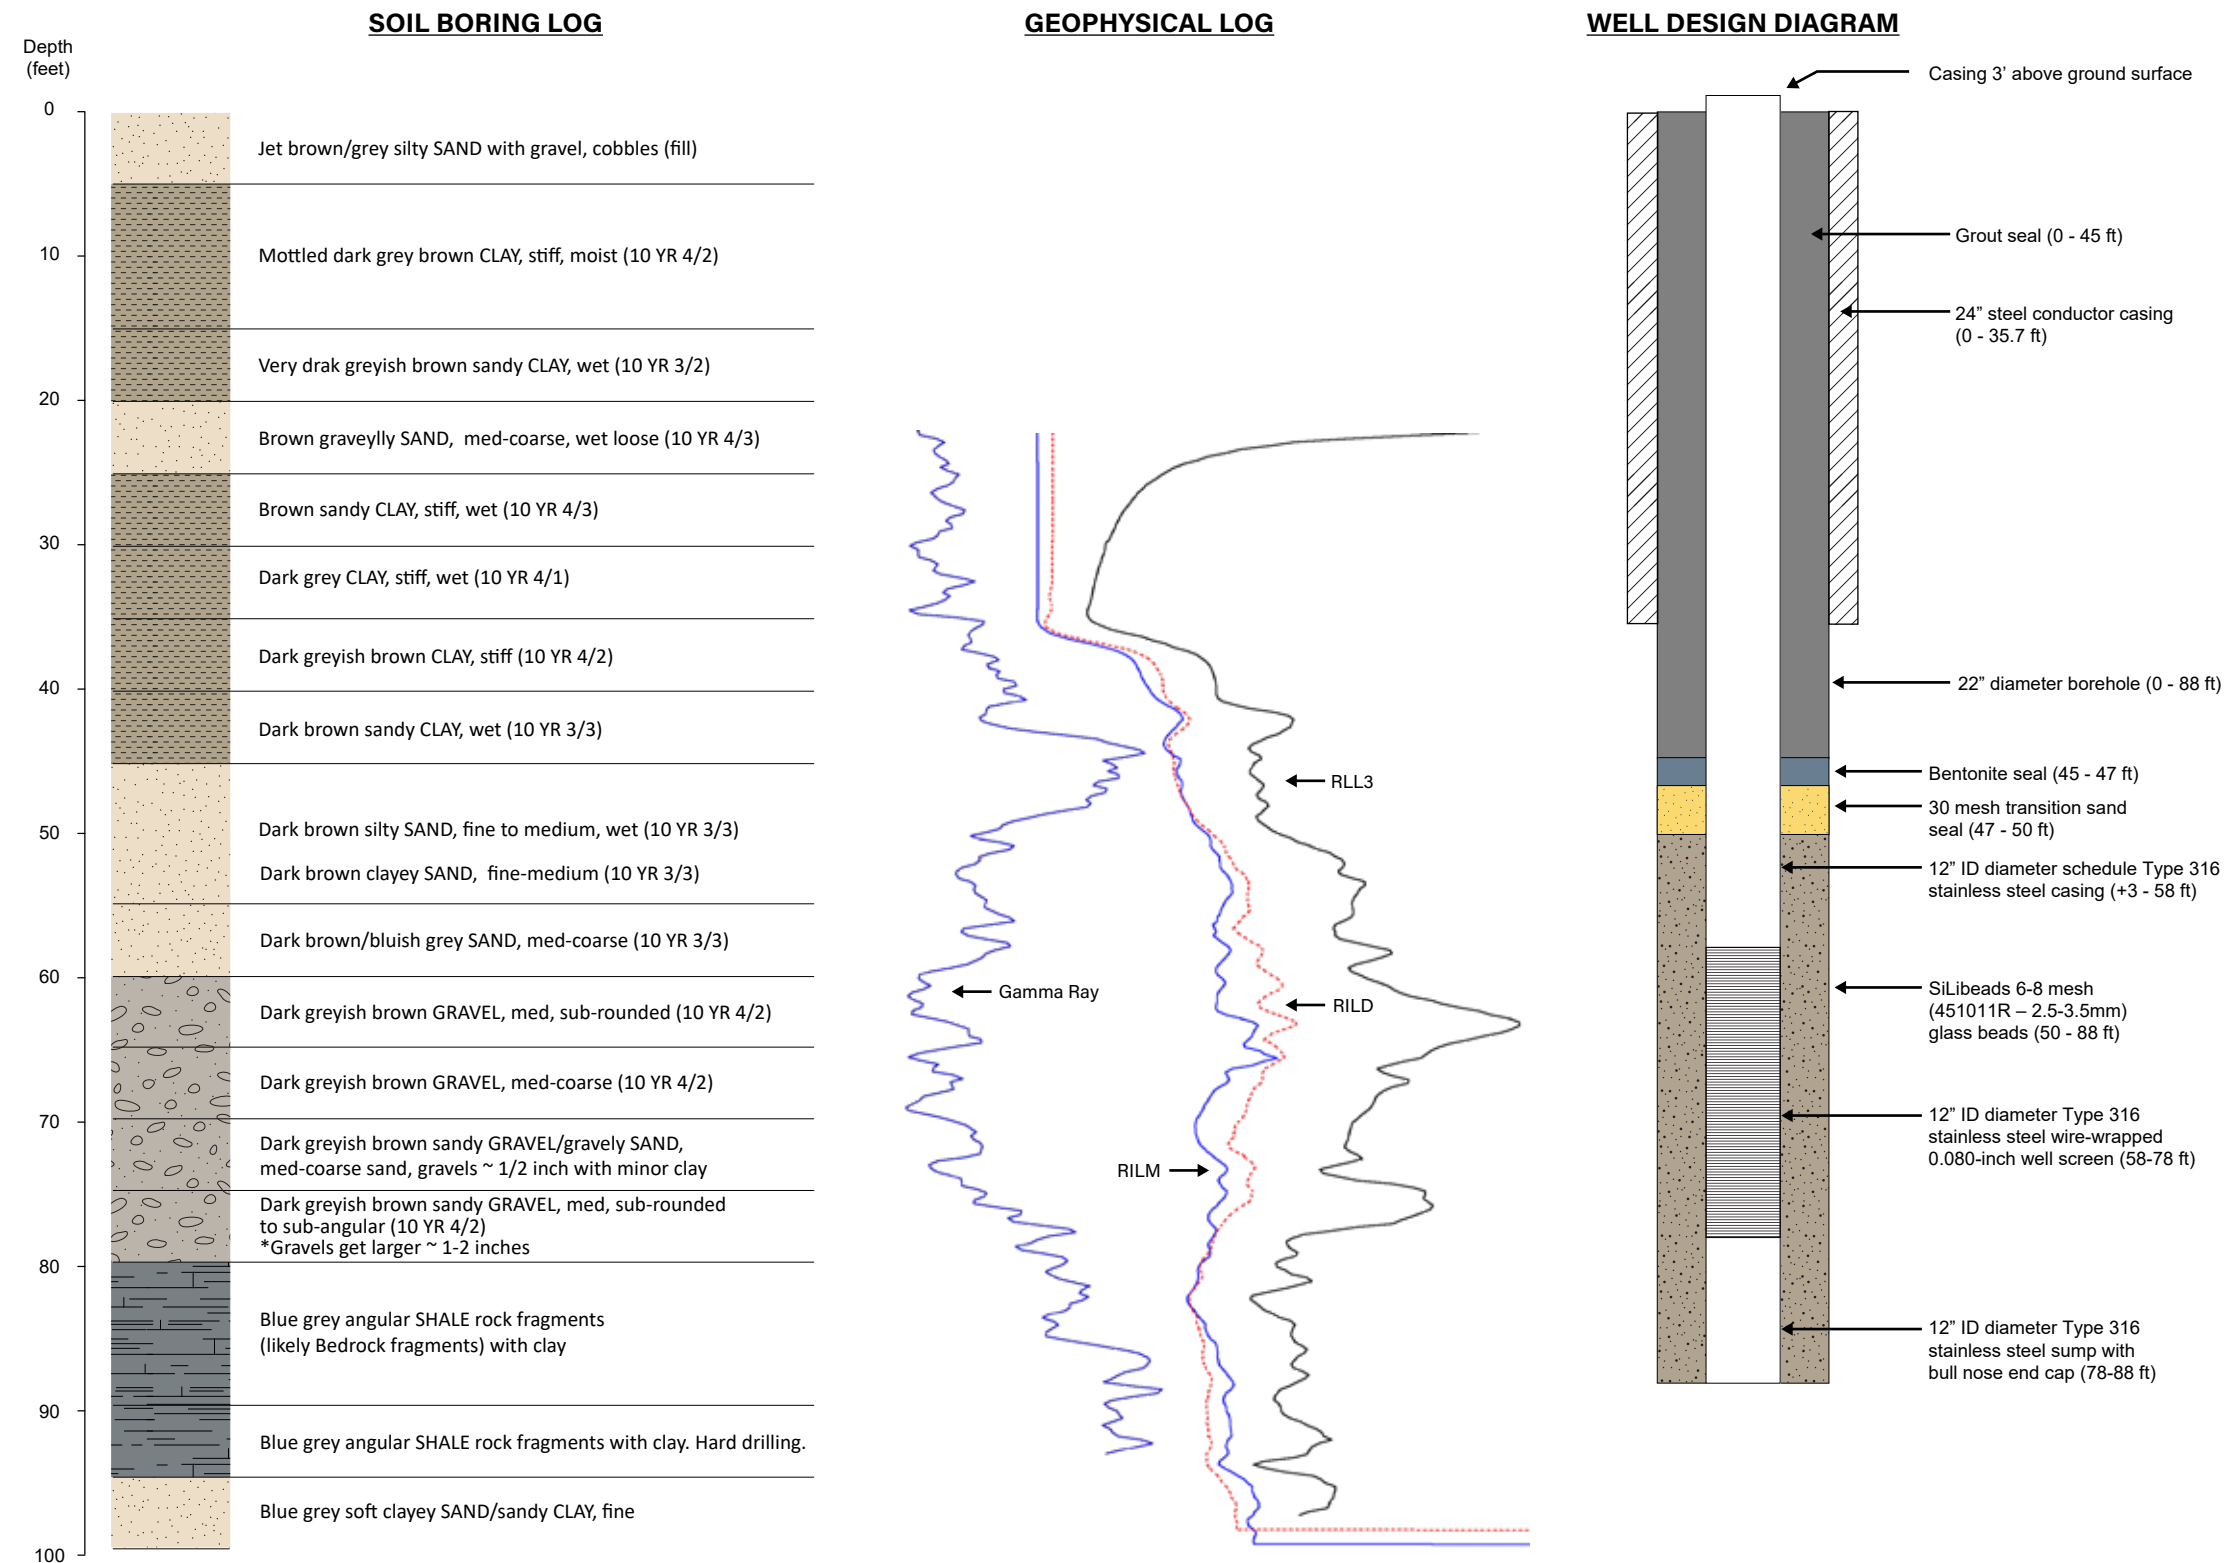 SOIL BORING LOG
GEOPHYSICAL LOG
WELL DESIGN DIAGRAM
Depth
(feet)
0
10
20
30
40
50
60
70
80
90
100
Jet brown/grey silty SAND with gravel, cobbles (fill)
Mottled dark grey brown CLAY, stiff, moist (10 YR 4/2)
Very drak greyish brown sandy CLAY, wet (10 YR 3/2)
Brown graveylly SAND, med-coarse, wet loose (10 YR 4/3)
Brown sandy CLAY, stiff, wet (10 YR 4/3)
Dark grey CLAY, stiff, wet (10 YR 4/1)
Dark greyish brown CLAY, stiff (10 YR 4/2)
Dark brown sandy CLAY, wet (10 YR 3/3)
Dark brown silty SAND, fine to medium, wet (10 YR 3/3)
Dark brown clayey SAND, fine-medium (10 YR 3/3)
Dark brown/bluish grey SAND, med-coarse (10 YR 3/3)
Dark greyish brown GRAVEL, med, sub-rounded (10 YR 4/2)
Dark greyish brown GRAVEL, med-coarse (10 YR 4/2)
Dark greyish brown sandy GRAVEL/gravely SAND,
med-coarse sand, gravels ~ 1/2 inch with minor clay
Dark greyish brown sandy GRAVEL, med, sub-rounded
to sub-angular (10 YR 4/2)
*Gravels get larger ~ 1-2 inches
Blue grey angular SHALE rock fragments
(likely Bedrock fragments) with clay
Blue grey angular SHALE rock fragments with clay. Hard drilling.
Blue grey soft clayey SAND/sandy CLAY, fine
RLL3
Gamma Ray
RILD
RILM
Casing 3’ above ground surface
Grout seal (0 - 45 ft)
24” steel conductor casing
(0 - 35.7 ft)
22” diameter borehole (0 - 88 ft)
Bentonite seal (45 - 47 ft)
30 mesh transition sand
seal (47 - 50 ft)
12” ID diameter schedule Type 316
stainless steel casing (+3 - 58 ft)
SiLibeads 6-8 mesh
(451011R – 2.5-3.5mm)
glass beads (50 - 88 ft)
12” ID diameter Type 316
stainless steel wire-wrapped
0.080-inch well screen (58-78 ft)
12” ID diameter Type 316
stainless steel sump with
bull nose end cap (78-88 ft)